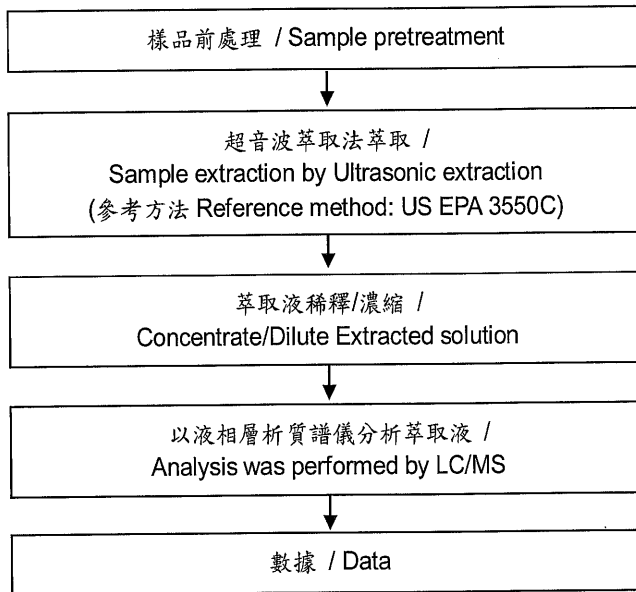 樣品前處理 / Sample pretreatment
超音波萃取法萃取 /
Sample extraction by Ultrasonic extraction
(參考方法 Reference method: US EPA 3550C)
萃取液稀釋/濃縮 /
Concentrate/Dilute Extracted solution
以液相層析質譜儀分析萃取液 /
Analysis was performed by LC/MS
數據 / Data